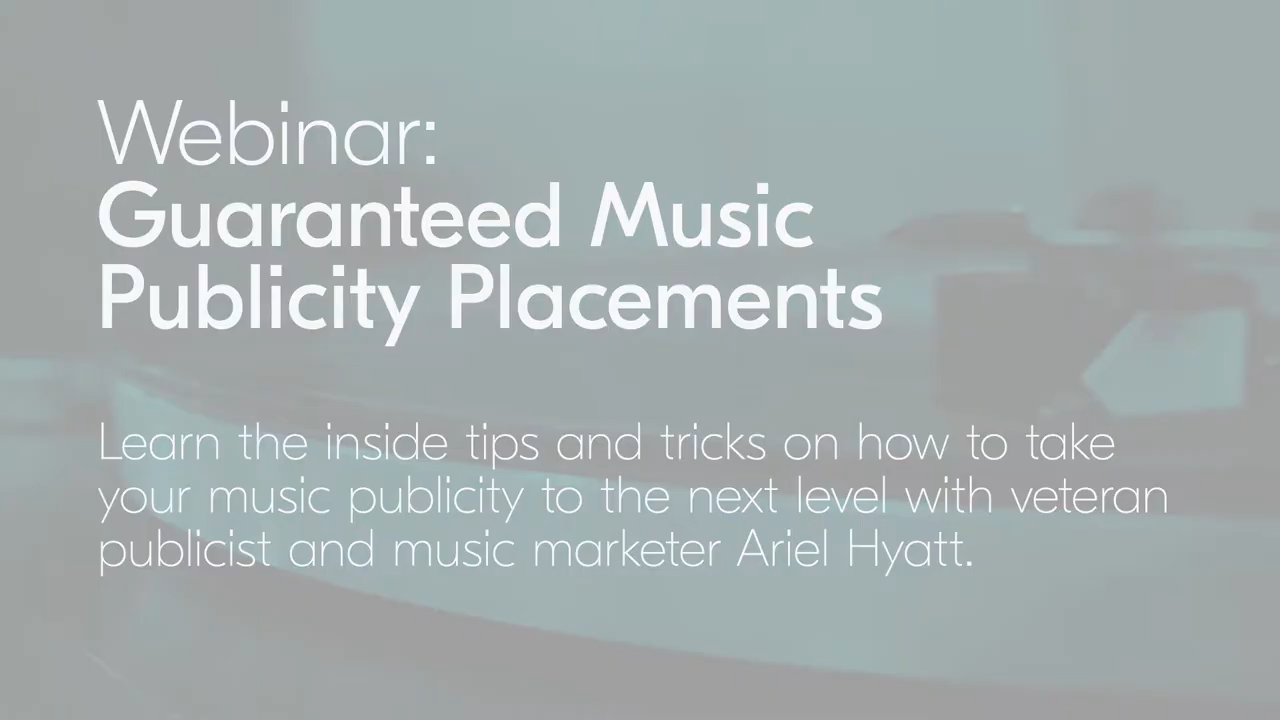 Webinar:
Guaranteed Music
Publicity Placements
Learn the inside tips and tricks on how to take
your music publicity to the next level with veteran
publicist and music marketer Ariel Hyatt.